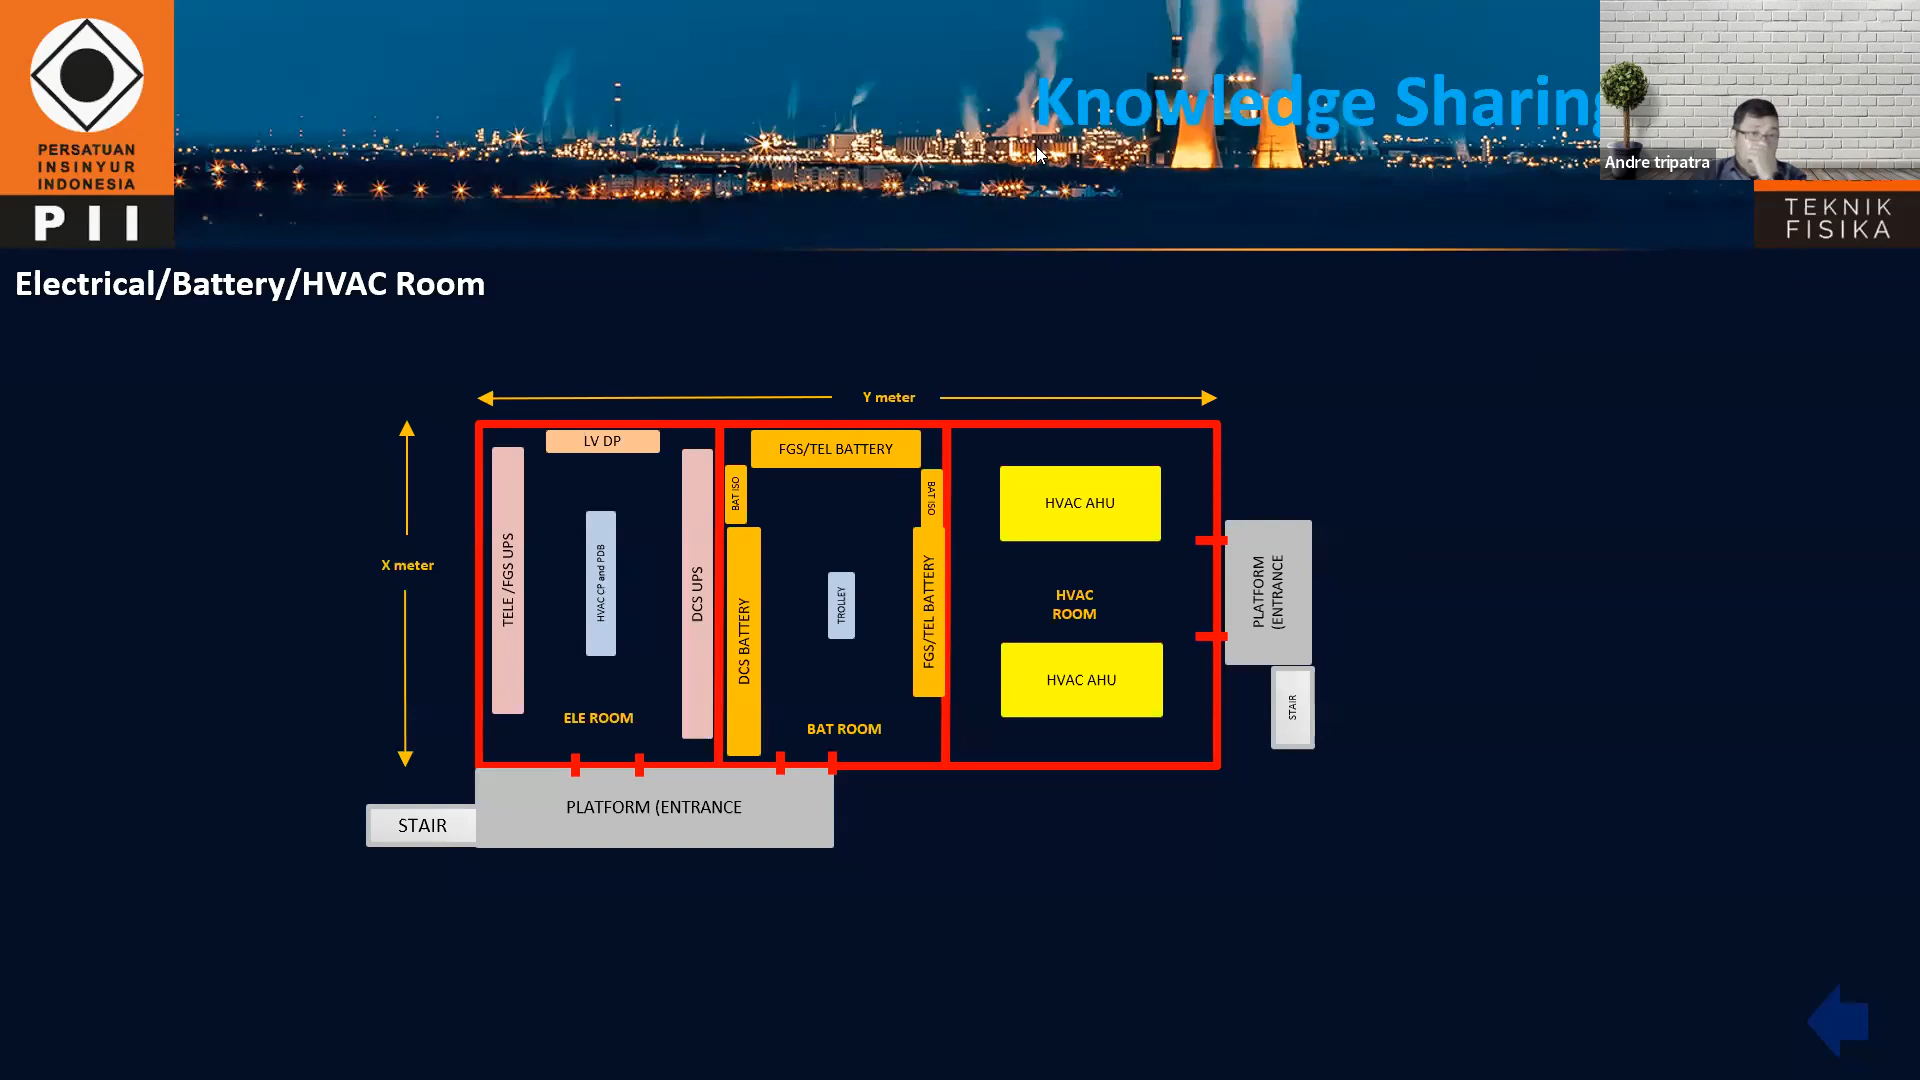 PERSATUAN
INSINYUR
INDONESIA
PII
Knowledge Sharing
Andre tripatra
TEKNIK
FISIKA
Electrical/Battery/HVAC Room
Y meter
X meter
LV DP
TELE /FGS UPS
HVAC CP and PDB
DCS UPS
ELE ROOM
FGS/TEL BATTERY
BAT ISO
BAT ISO
DCS BATTERY
TROLLEY
FGS/TEL BATTERY
BAT ROOM
HVAC AHU
HVAC
ROOM
HVAC AHU
PLATFORM
(ENTRANCE
STAIR
PLATFORM (ENTRANCE
STAIR